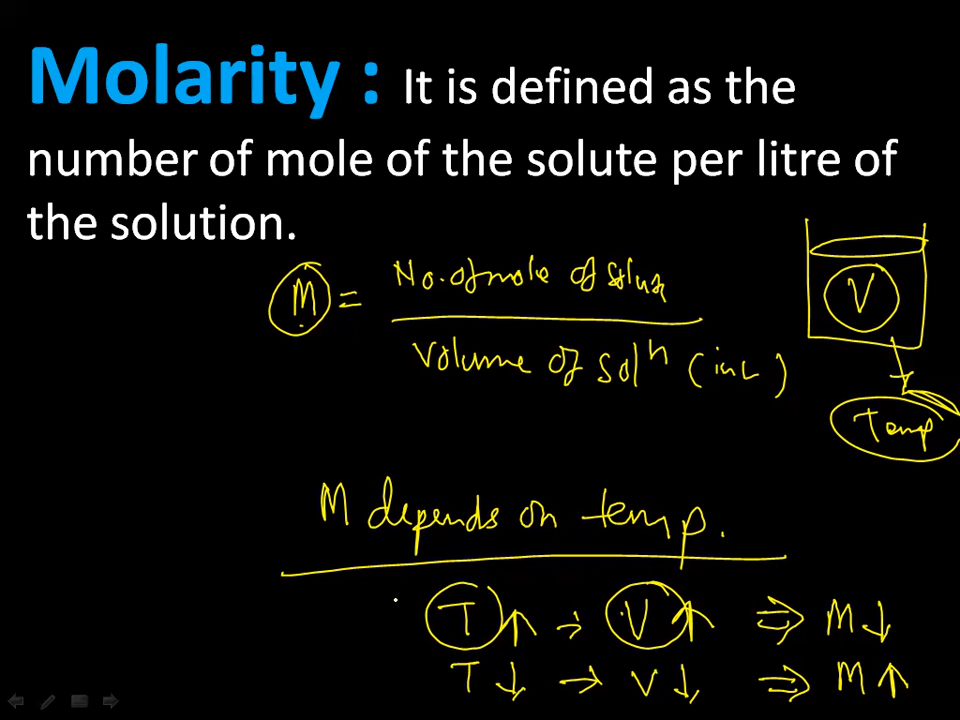 Molarity : It is defined as the
number of mole of the solute per litre of
the solution.
M = No. of mole of solute
Volume of solⁿ (in L)
V
Temp
M depends on temp.
T↑ → V↑ ⇒ M↓
T↓ → V↓ ⇒ M↑